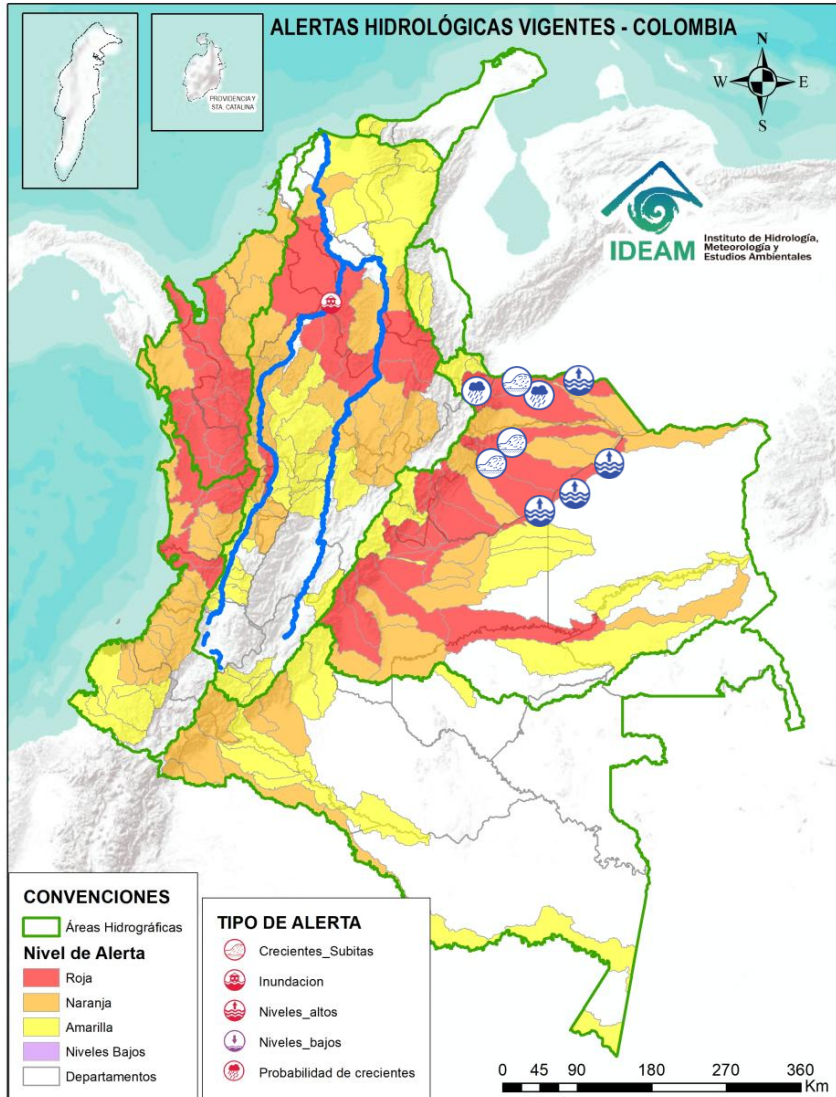 ALERTAS HIDROLÓGICAS VIGENTES - COLOMBIA
PROVIDENCIA Y
STA. CATALINA
N
W
E
S
IDEAM
Instituto de Hidrología,
Meteorología y
Estudios Ambientales
CONVENCIONES
Áreas Hidrográficas
Nivel de Alerta
Roja
Naranja
Amarilla
Niveles Bajos
Departamentos
TIPO DE ALERTA
Crecientes_Subitas
Inundacion
Niveles_altos
Niveles_bajos
Probabilidad de crecientes
0 45 90 180 270 360
Km